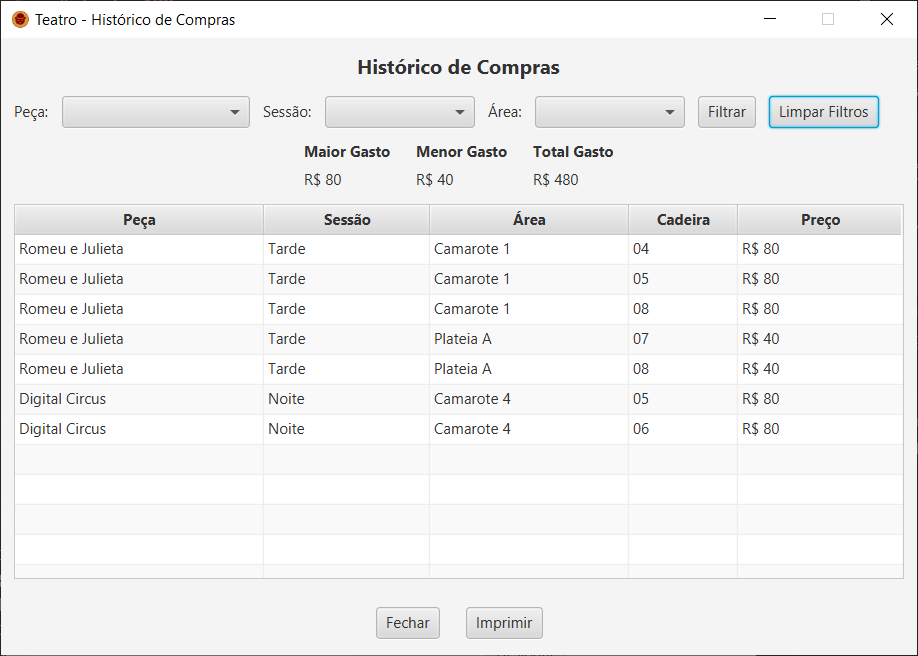 Teatro - Histórico de Compras
Histórico de Compras
Peça: Sessão: Área: Filtrar Limpar Filtros
Maior Gasto Menor Gasto Total Gasto
R$ 80 R$ 40 R$ 480
Peça Sessão Área Cadeira Preço
Romeu e Julieta Tarde Camarote 1 04 R$ 80
Romeu e Julieta Tarde Camarote 1 05 R$ 80
Romeu e Julieta Tarde Camarote 1 08 R$ 80
Romeu e Julieta Tarde Plateia A 07 R$ 40
Romeu e Julieta Tarde Plateia A 08 R$ 40
Digital Circus Noite Camarote 4 05 R$ 80
Digital Circus Noite Camarote 4 06 R$ 80
Fechar Imprimir